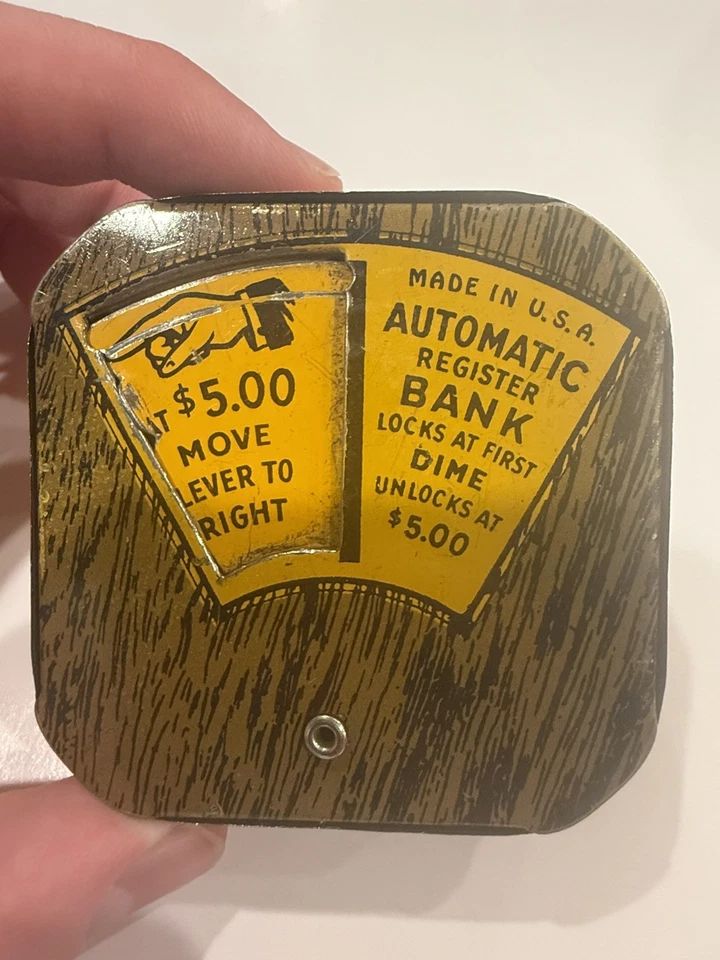 AT $5.00
MOVE
LEVER TO
RIGHT
MADE IN U.S.A.
AUTOMATIC
REGISTER
BANK
LOCKS AT FIRST
DIME
UNLOCKS AT
$5.00